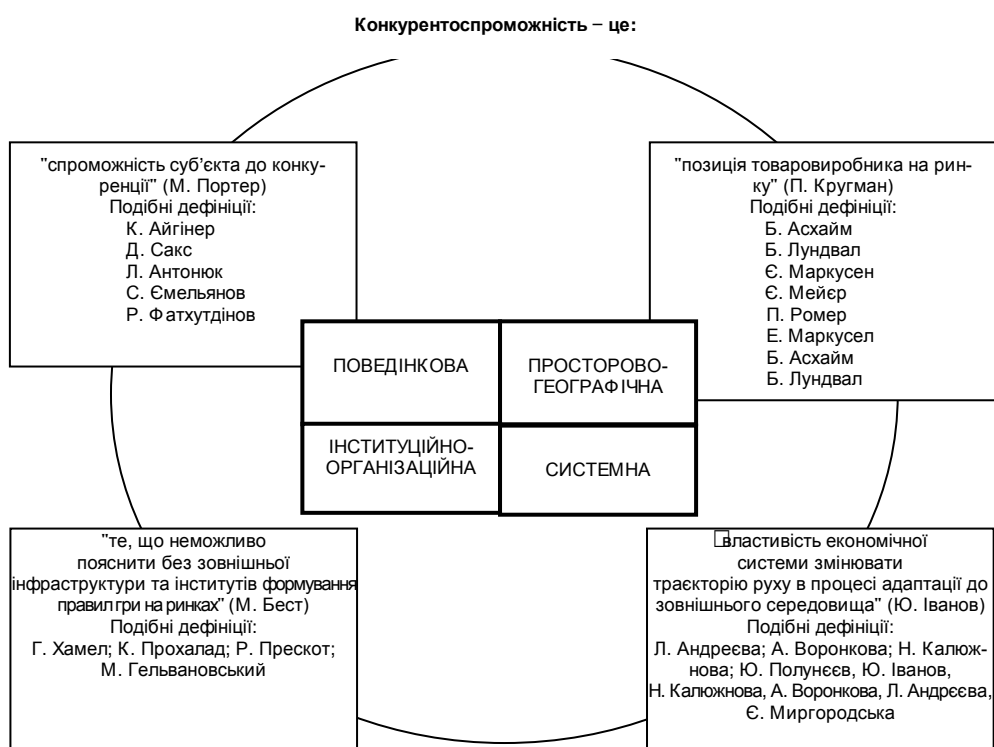 Конкурентоспроможність – це:
"спроможність суб’єкта до конку-
ренції" (М. Портер)
Подібні дефініції:
К. Айгінер
Д. Сакс
Л. Антонюк
С. Ємельянов
Р. Фатхутдінов
"позиція товаровиробника на рин-
ку" (П. Кругман)
Подібні дефініції:
Б. Асхайм
Б. Лундвал
Є. Маркусен
Є. Мейєр
П. Ромер
Е. Маркусел
Б. Асхайм
Б. Лундвал
ПОВЕДІНКОВА
ПРОСТОРОВО-
ГЕОГРАФІЧНА
ІНСТИТУЦІЙНО-
ОРГАНІЗАЦІЙНА
СИСТЕМНА
"те, що неможливо
пояснити без зовнішньої
інфраструктури та інститутів формування
правил гри на ринках" (М. Бест)
Подібні дефініції:
Г. Хамел; К. Прохалад; Р. Прескот;
М. Гельвановський
властивість економічної
системи змінювати
траєкторію руху в процесі адаптації до
зовнішнього середовища" (Ю. Іванов)
Подібні дефініції:
Л. Андреєва; А. Воронкова; Н. Калюж-
нова; Ю. Полунєєв, Ю. Іванов,
Н. Калюжнова, А. Воронкова, Л. Андрєєва,
Є. Миргородська